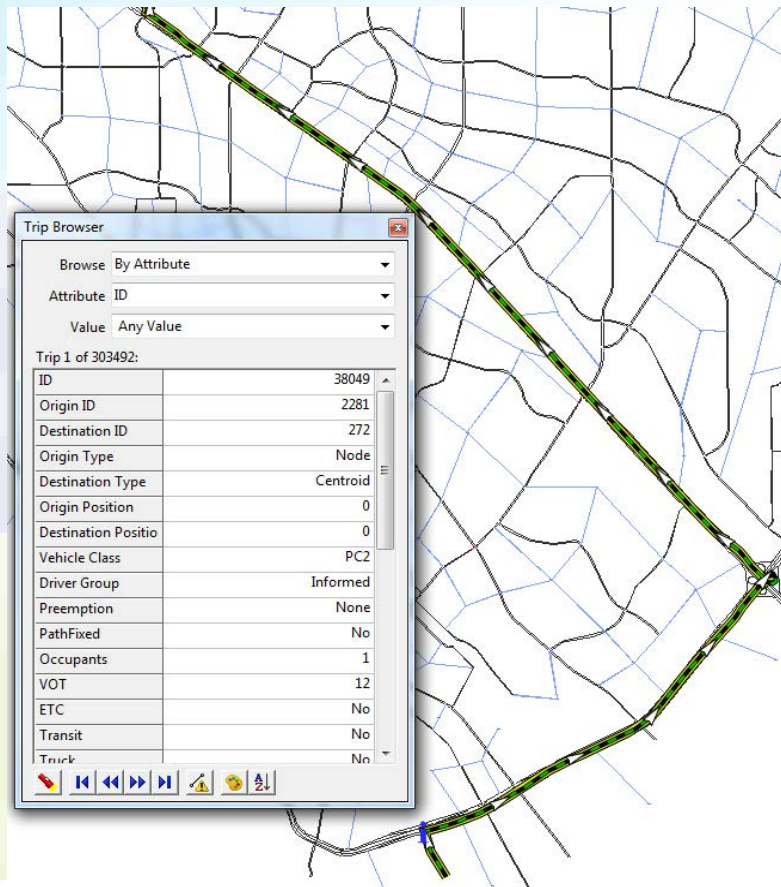 Trip Browser
Browse By Attribute
Attribute ID
Value Any Value
Trip 1 of 303492:
ID 38049
Origin ID 2281
Destination ID 272
Origin Type Node
Destination Type Centroid
Origin Position 0
Destination Positio 0
Vehicle Class PC2
Driver Group Informed
Preemption None
PathFixed No
Occupants 1
VOT 12
ETC No
Transit No
Truck No
A
Z